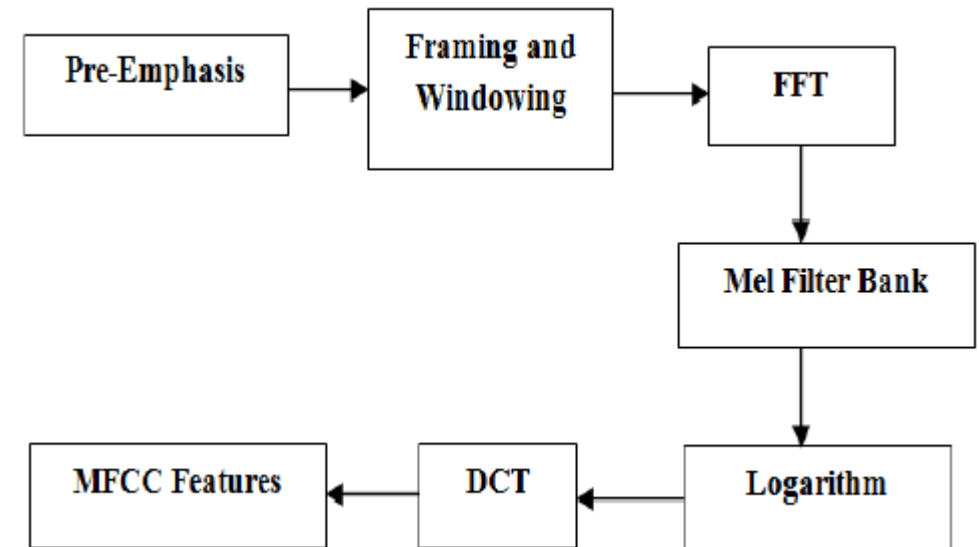 Pre-Emphasis
Framing and
Windowing
FFT
Mel Filter Bank
Logarithm
DCT
MFCC Features